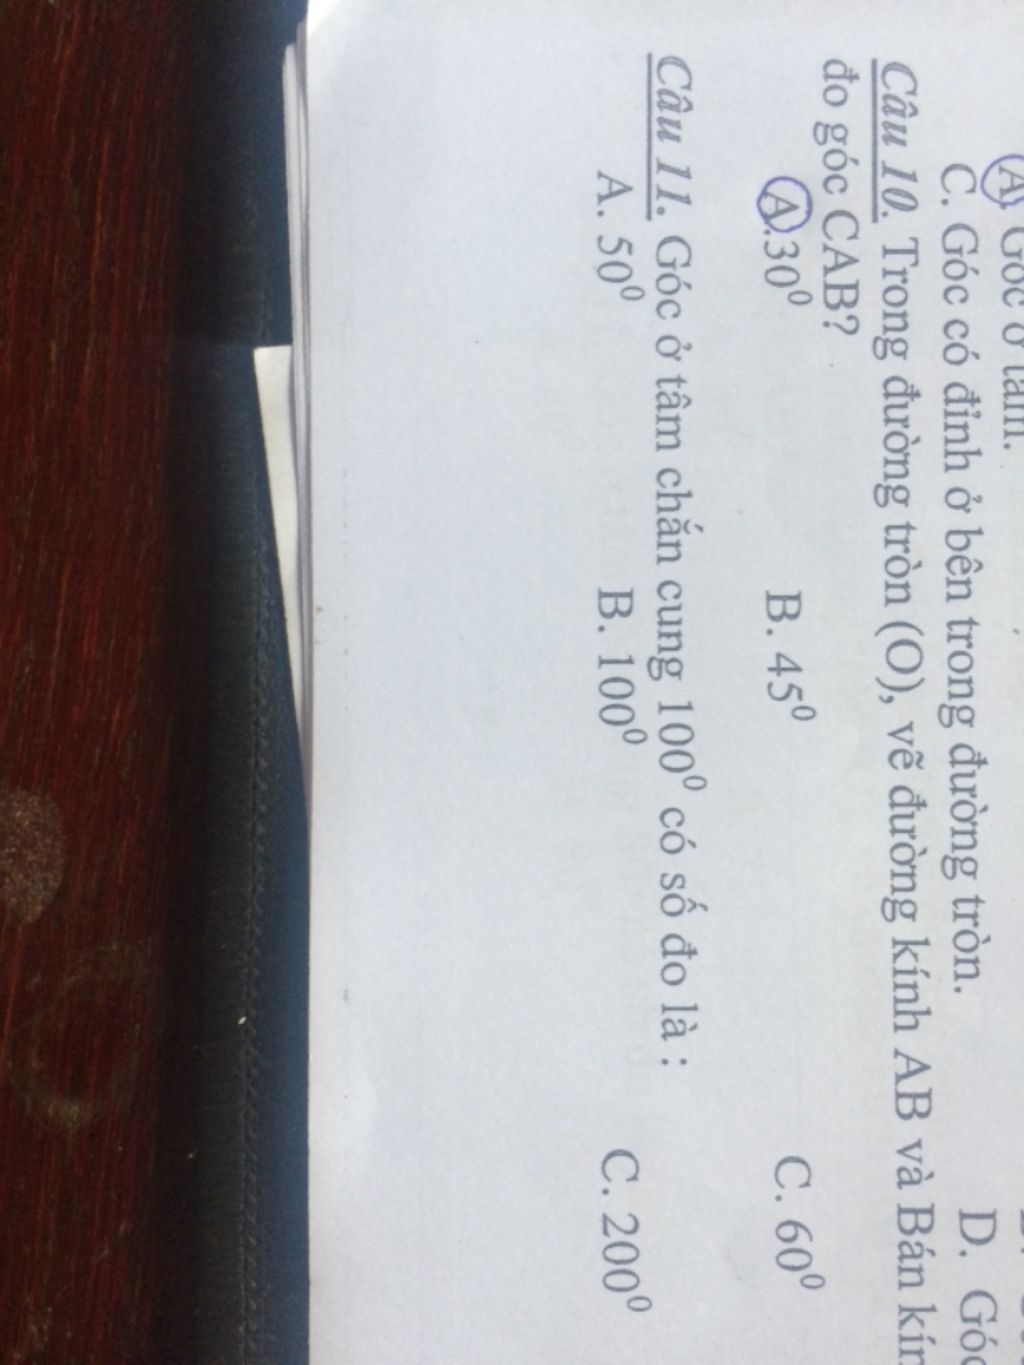 A. Góc ở tâm.
C. Góc có đỉnh ở bên trong đường tròn. D. Góc
Câu 10. Trong đường tròn (O), vẽ đường kính AB và Bán kín
đo góc CAB?
A.30⁰ B. 45⁰ C. 60⁰
Câu 11. Góc ở tâm chắn cung 100⁰ có số đo là :
A. 50⁰ B. 100⁰ C. 200⁰